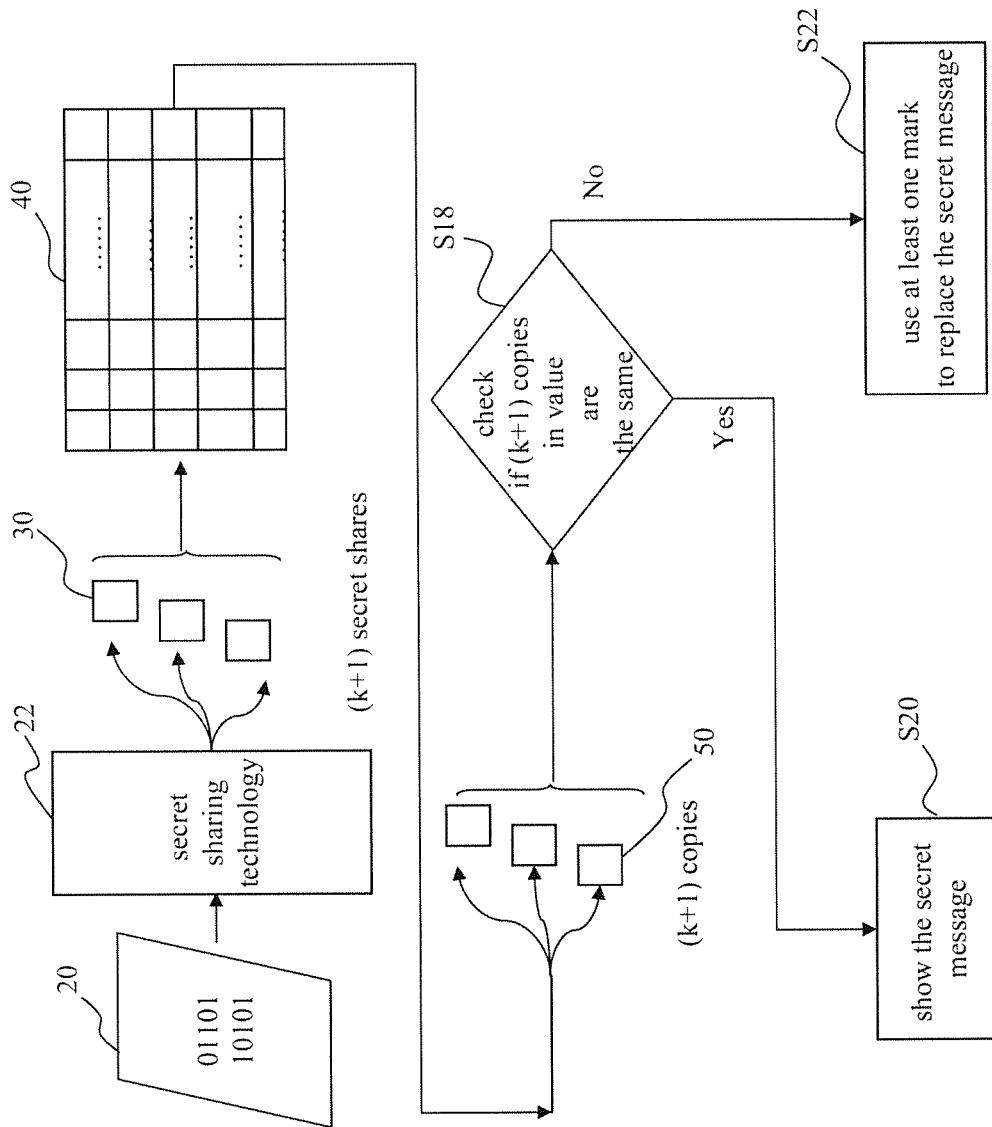 20
01101
10101
22
secret
sharing
technology
30
(k+1) secret shares
40
......
......
......
......
......
(k+1) copies
50
S18
check
if (k+1) copies
in value
are
the same
Yes
No
S20
show the secret
message
S22
use at least one mark
to replace the secret message